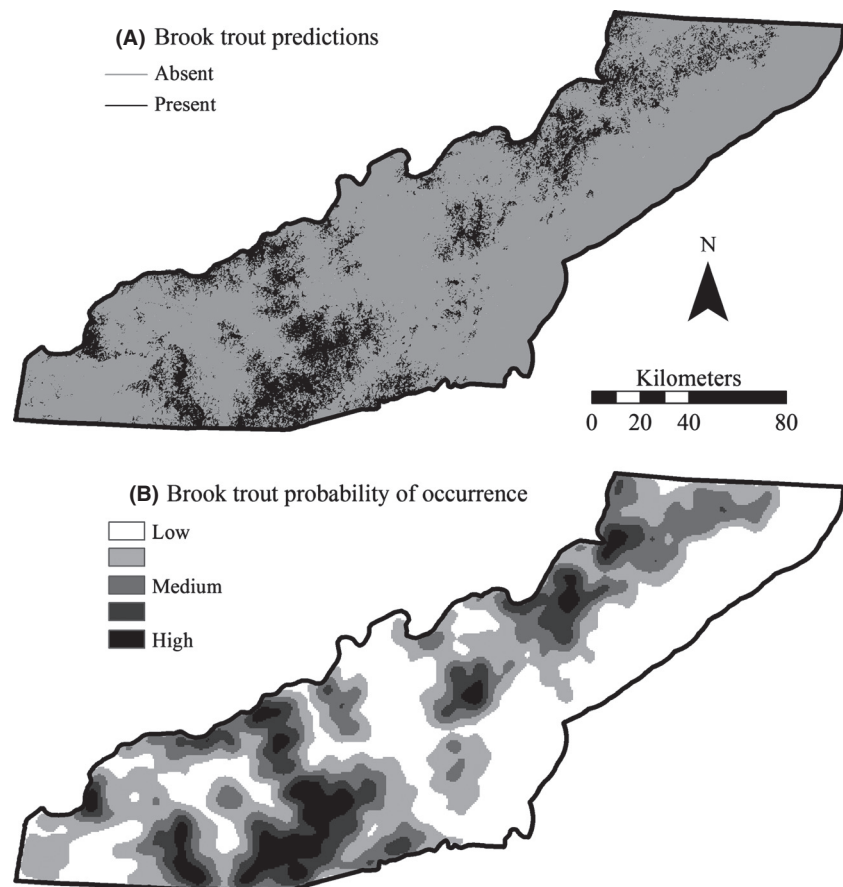 (A) Brook trout predictions
Absent
Present
N
Kilometers
0 20 40 80
(B) Brook trout probability of occurrence
Low
Medium
High